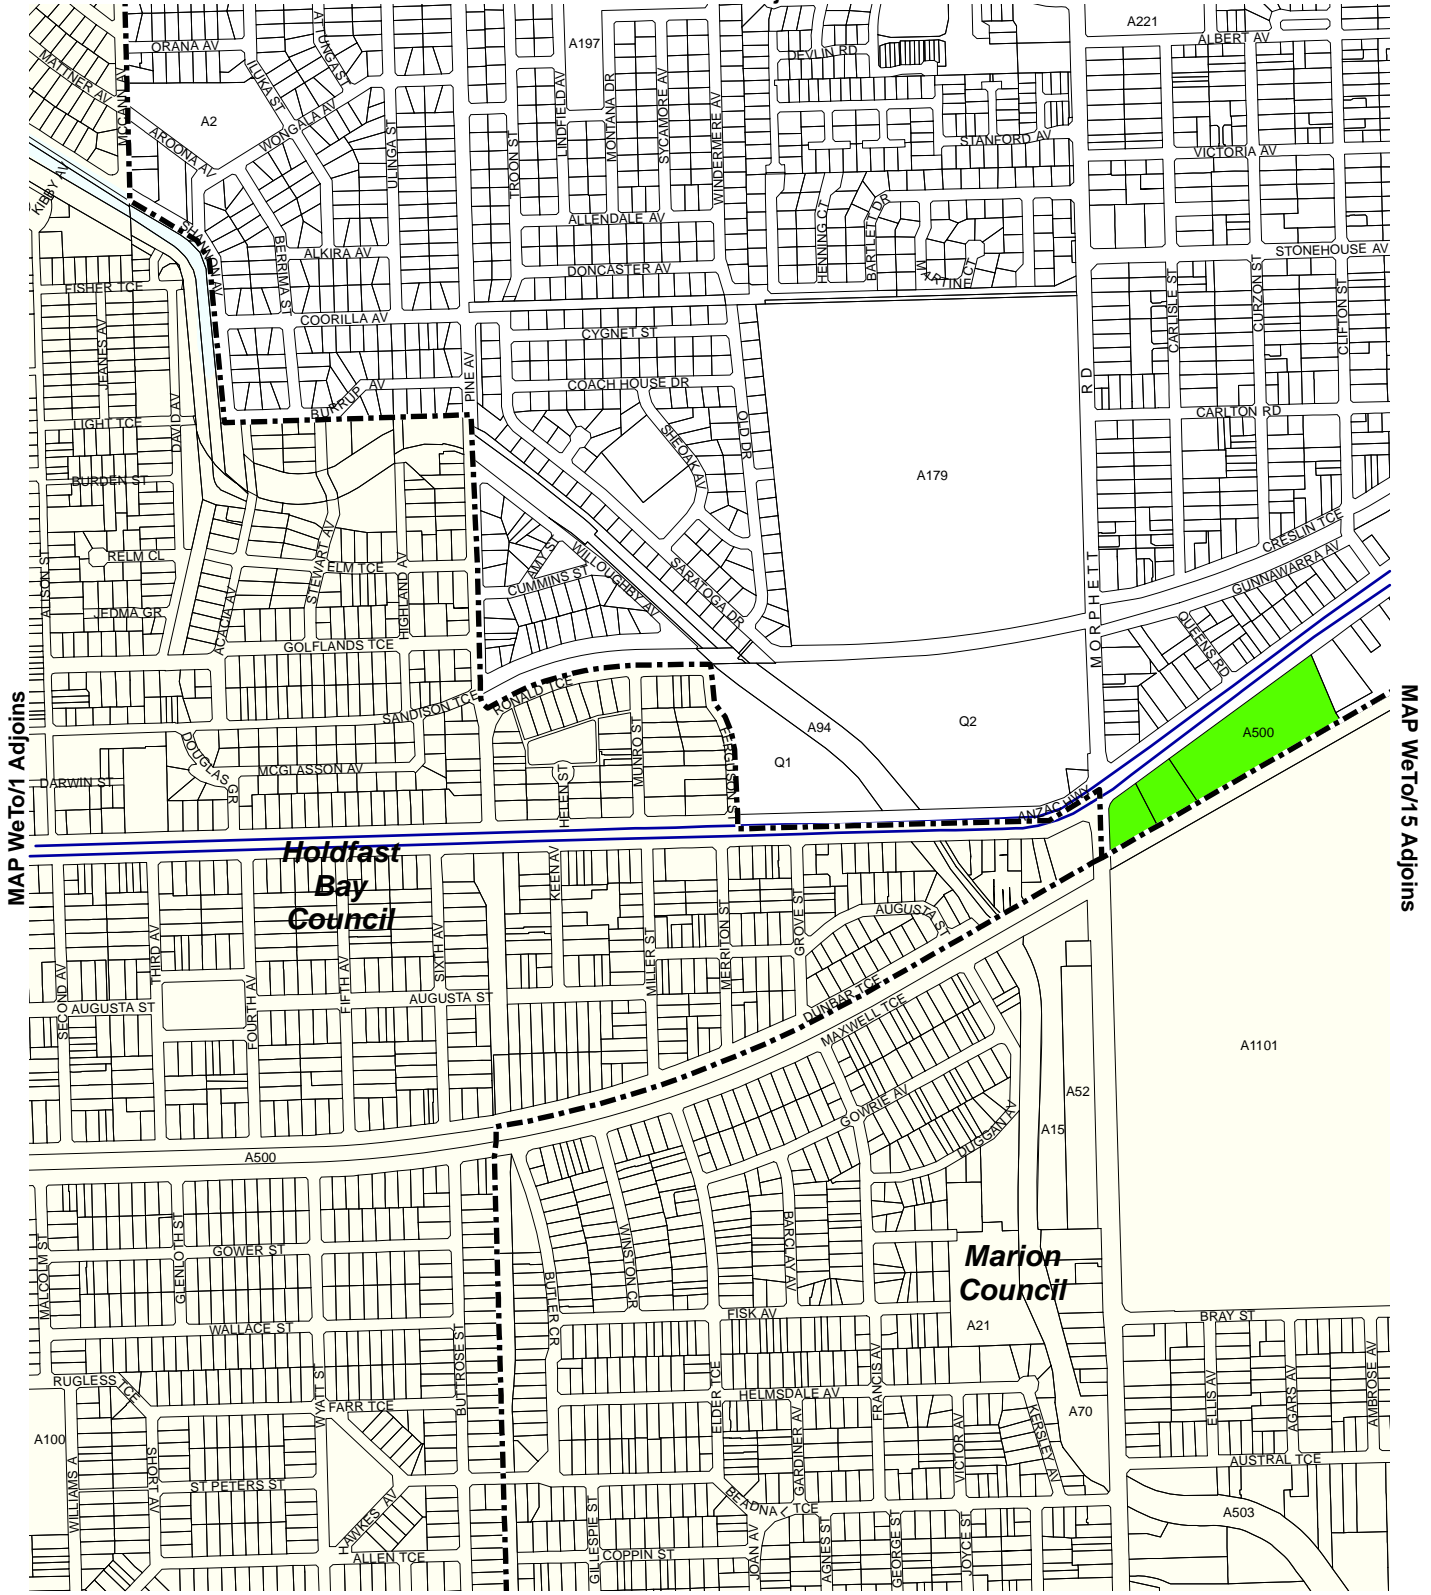 A221
ORANA AV
ATTUNGA ST
A197
ALBERT AV
DEVLIN RD
MATTNER AV
ILUKA ST
MCCANN AV
A2
WONGALA AV
AROONA AV
ULINGA ST
TROON ST
LINDFIELD AV
MONTANA DR
SYCAMORE AV
WINDERMERE AV
STANFORD AV
VICTORIA AV
KIBBY AV
SHANNON AV
BERRIMA ST
ALKIRA AV
ALLENDALE AV
HENNING CT
BARTLETT DR
MARTINE CT
STONEHOUSE AV
DONCASTER AV
FISHER TCE
CARLISLE ST
CURZON ST
CLIFTON ST
COORILLA AV
CYGNET ST
JEANES AV
PINE AV
COACH HOUSE DR
BURRUP AV
RD
DAVID AV
LIGHT TCE
SHEOAK AV
OLD DR
CARLTON RD
BURDEN ST
A179
CRESLIN TCE
GUNNAWARRA AV
RELM CL
STEWART AV
ELM TCE
HIGHLAND AV
AMY ST
CUMMINS ST
WILLOUGHBY AV
SARATOGA DR
ALISON ST
JEDMA GR
ACACIA AV
MORPHETT
QUEENS RD
GOLFLANDS TCE
SANDISON TCE
RONALD TCE
A94
Q2
Q1
A500
MAP WeTo/1 Adjoins
MAP WeTo/15 Adjoins
DOUGLAS GR
MCGLASSON AV
DARWIN ST
HELEN ST
MUNRO ST
FERGUSON ST
ANZAC HWY
Holdfast
Bay
Council
KEEN AV
GROVE ST
AUGUSTA ST
MERRITON ST
MILLER ST
SIXTH AV
FIFTH AV
FOURTH AV
THIRD AV
SECOND AV
AUGUSTA ST
AUGUSTA ST
DUNBAR TCE
MAXWELL TCE
A1101
A52
GOWRIE AV
A15
DUGGAN AV
A500
MALCOLM ST
GLENLOTH ST
GOWER ST
WINSTON CR
BARCLAY AV
BUTLER CR
Marion
Council
WALLACE ST
FISK AV
A21
BRAY ST
BUTTROSE ST
RUGLESS TCE
WYATT ST
FARR TCE
ELDER TCE
HELMSDALE AV
FRANCIS AV
A70
ELLIS AV
AGARS AV
AMBROSE AV
A100
SHORT AV
GARDINER AV
VICTOR AV
KERSLEY AV
AUSTRAL TCE
ST PETERS ST
WILLIAMS A
HAWKES AV
BEADNALL TCE
A503
ALLEN TCE
GILLESPIE ST
COPPIN ST
JOAN AV
AGNES ST
GEORGE ST
JOYCE ST